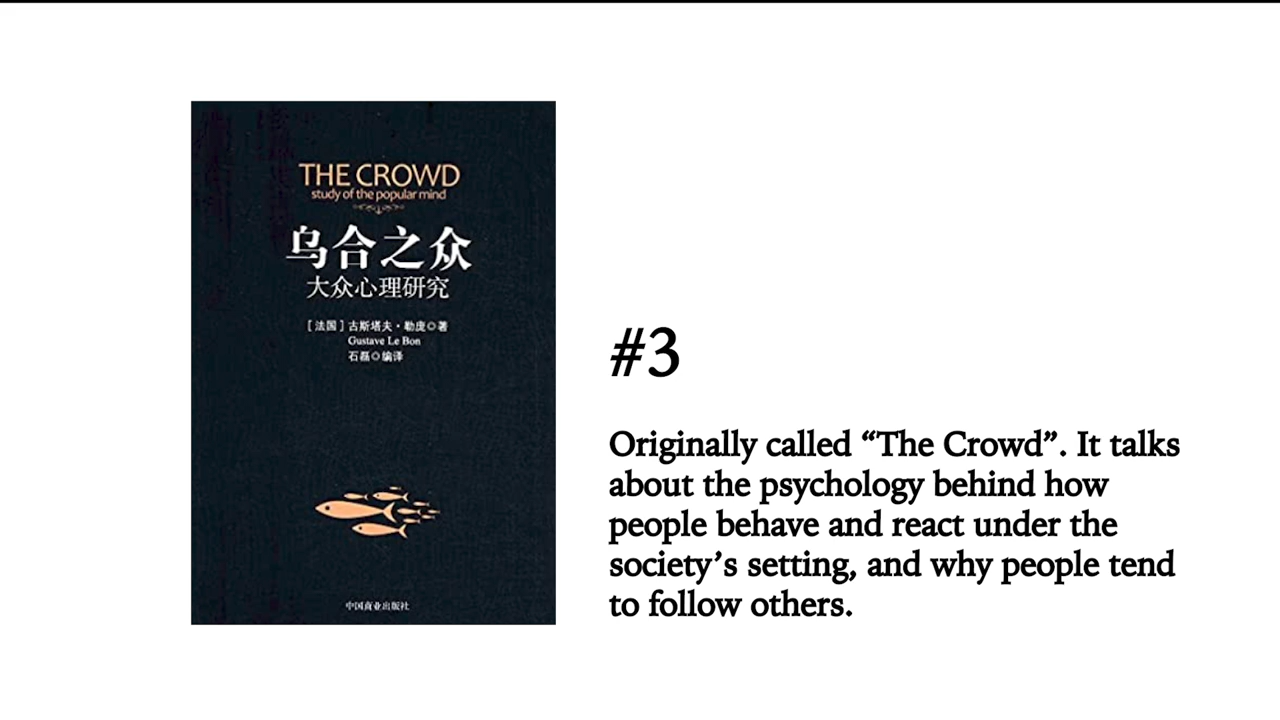 THE CROWD
study of the popular mind
乌合之众
大众心理研究
[法国]古斯塔夫·勒庞◎著
Gustave Le Bon
石磊◎编译
中国商业出版社
#3
Originally called “The Crowd”. It talks
about the psychology behind how
people behave and react under the
society’s setting, and why people tend
to follow others.